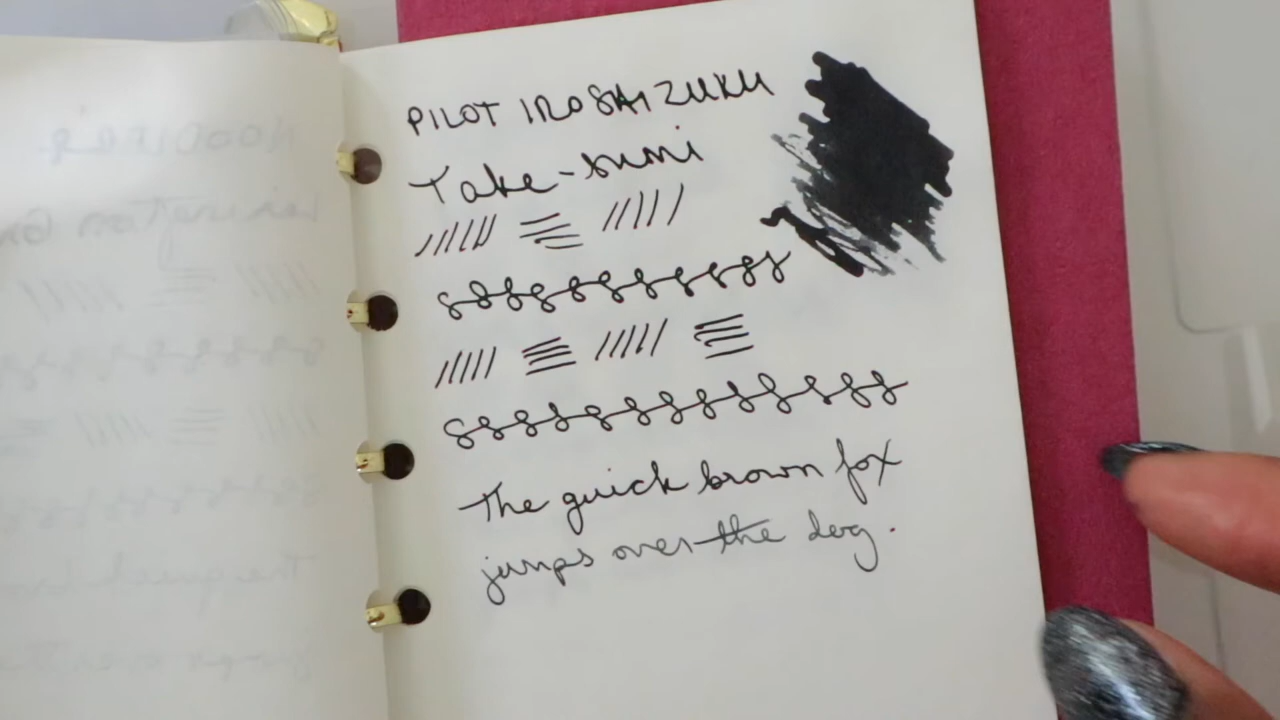 PILOT IROSHIZUKU
Take-sumi
The quick brown fox
jumps over the dog.